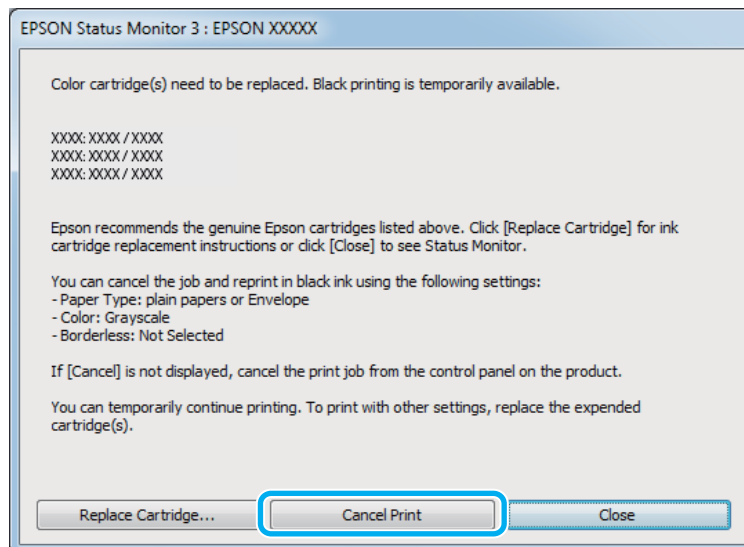 EPSON Status Monitor 3 : EPSON XXXXX
Color cartridge(s) need to be replaced. Black printing is temporarily available.
XXXX: XXXX / XXXX
XXXX: XXXX / XXXX
XXXX: XXXX / XXXX
Epson recommends the genuine Epson cartridges listed above. Click [Replace Cartridge] for ink
cartridge replacement instructions or click [Close] to see Status Monitor.
You can cancel the job and reprint in black ink using the following settings:
- Paper Type: plain papers or Envelope
- Color: Grayscale
- Borderless: Not Selected
If [Cancel] is not displayed, cancel the print job from the control panel on the product.
You can temporarily continue printing. To print with other settings, replace the expended
cartridge(s).
Replace Cartridge... Cancel Print Close